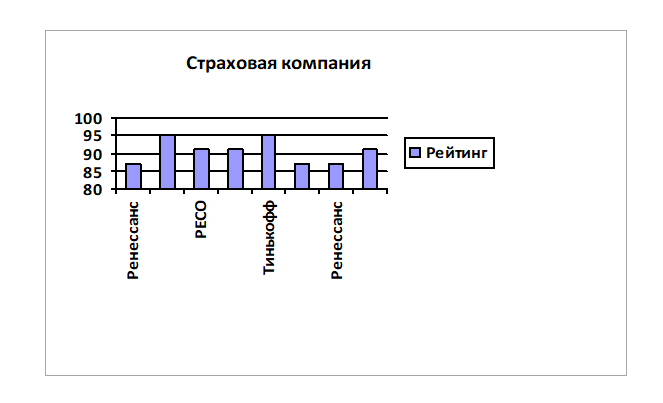 Страховая компания
100
95
90
85
80
Рейтинг
Ренессанс
РЕСО
Тинькофф
Ренессанс